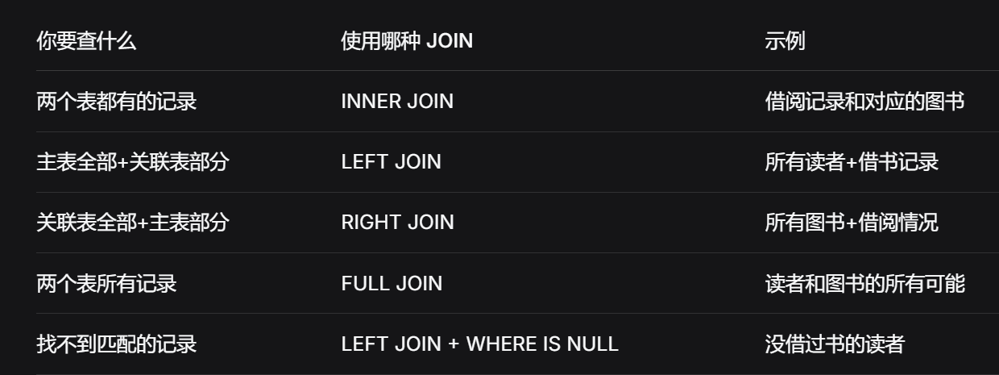 你要查什么 使用哪种 JOIN 示例
两个表都有的记录 INNER JOIN 借阅记录和对应的图书
主表全部+关联表部分 LEFT JOIN 所有读者+借书记录
关联表全部+主表部分 RIGHT JOIN 所有图书+借阅情况
两个表所有记录 FULL JOIN 读者和图书的所有可能
找不到匹配的记录 LEFT JOIN + WHERE IS NULL 没借过书的读者